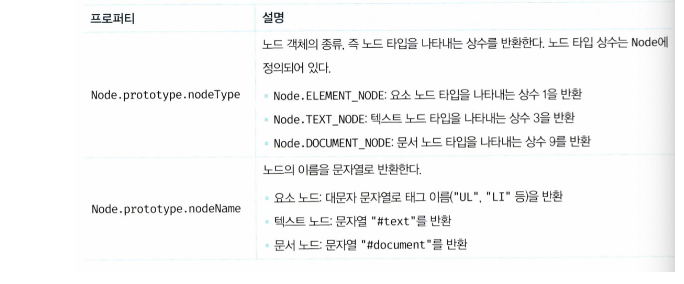 프로퍼티
설명
노드 객체의 종류, 즉 노드 타입을 나타내는 상수를 반환한다. 노드 타입 상수는 Node에
정의되어 있다.
Node.prototype.nodeType
• Node.ELEMENT_NODE: 요소 노드 타입을 나타내는 상수 1을 반환
• Node.TEXT_NODE: 텍스트 노드 타입을 나타내는 상수 3을 반환
• Node.DOCUMENT_NODE: 문서 노드 타입을 나타내는 상수 9를 반환
노드의 이름을 문자열로 반환한다.
Node.prototype.nodeName
• 요소 노드: 대문자 문자열로 태그 이름("UL", "LI" 등)을 반환
• 텍스트 노드: 문자열 "#text"를 반환
• 문서 노드: 문자열 "#document"를 반환